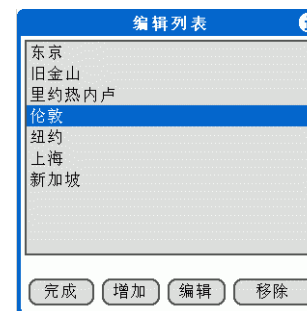 编辑列表
东京
旧金山
里约热内卢
伦敦
纽约
上海
新加坡
完成 增加 编辑 移除